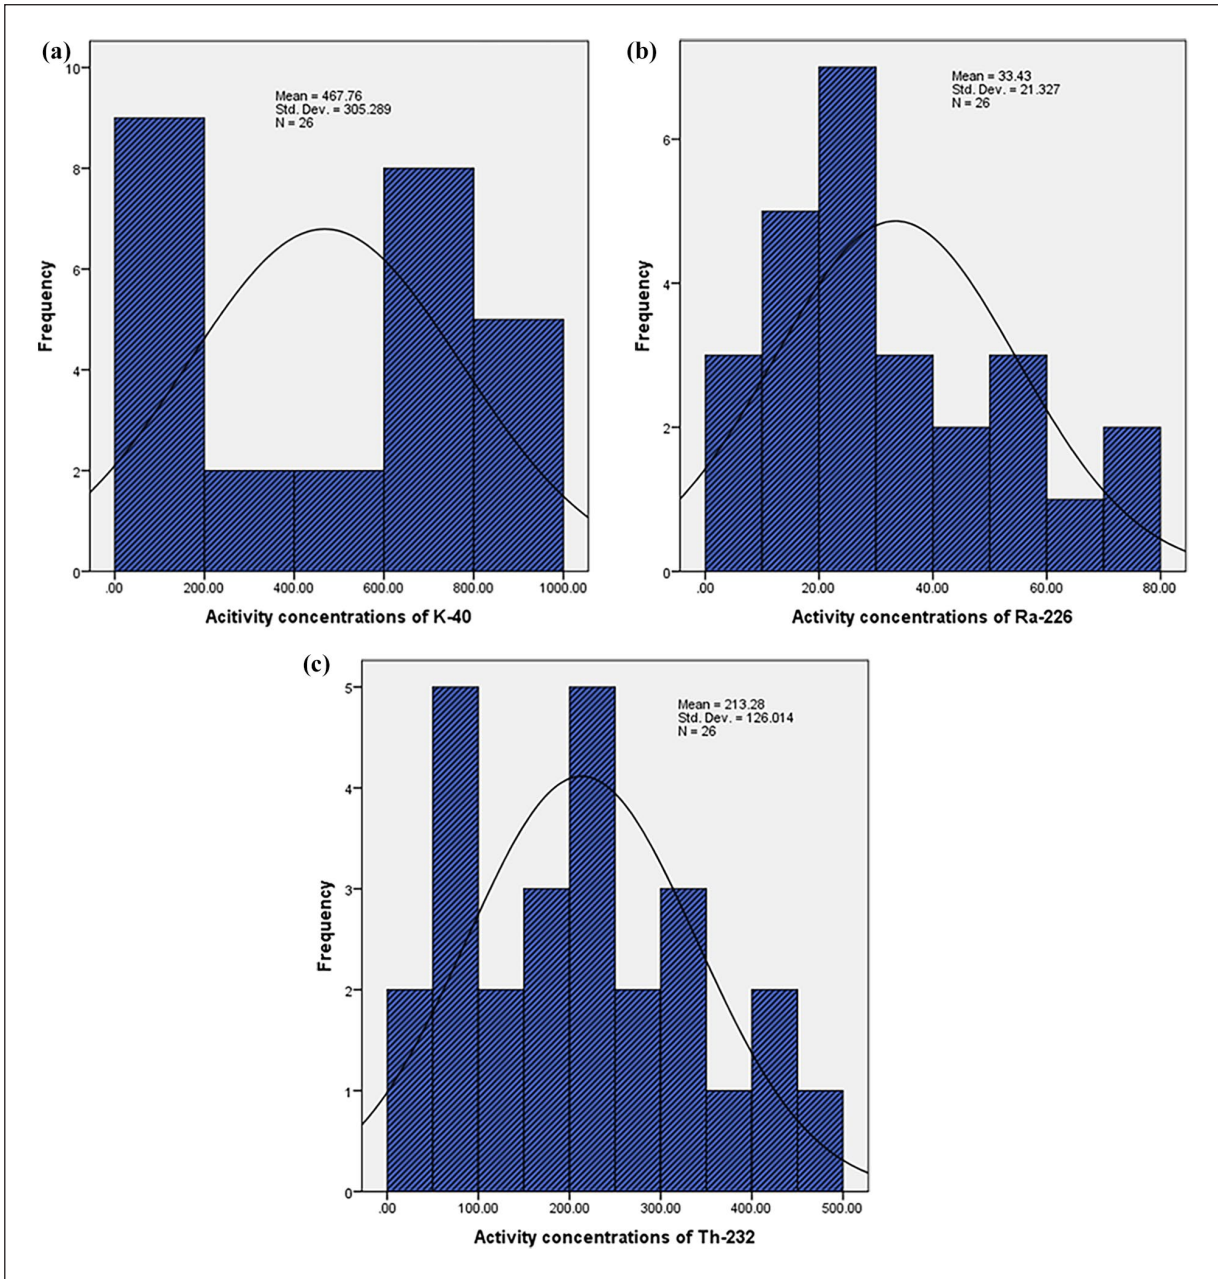 (a)
10
8
6
4
2
0
Frequency
Mean = 467.76
Std. Dev. = 305.289
N = 26
.00 200.00 400.00 600.00 800.00 1000.00
Acitivity concentrations of K-40
(b)
6
4
2
0
Frequency
Mean = 33.43
Std. Dev. = 21.327
N = 26
.00 20.00 40.00 60.00 80.00
Activity concentrations of Ra-226
(c)
5
4
3
2
1
0
Frequency
Mean = 213.28
Std. Dev. = 126.014
N = 26
.00 100.00 200.00 300.00 400.00 500.00
Activity concentrations of Th-232